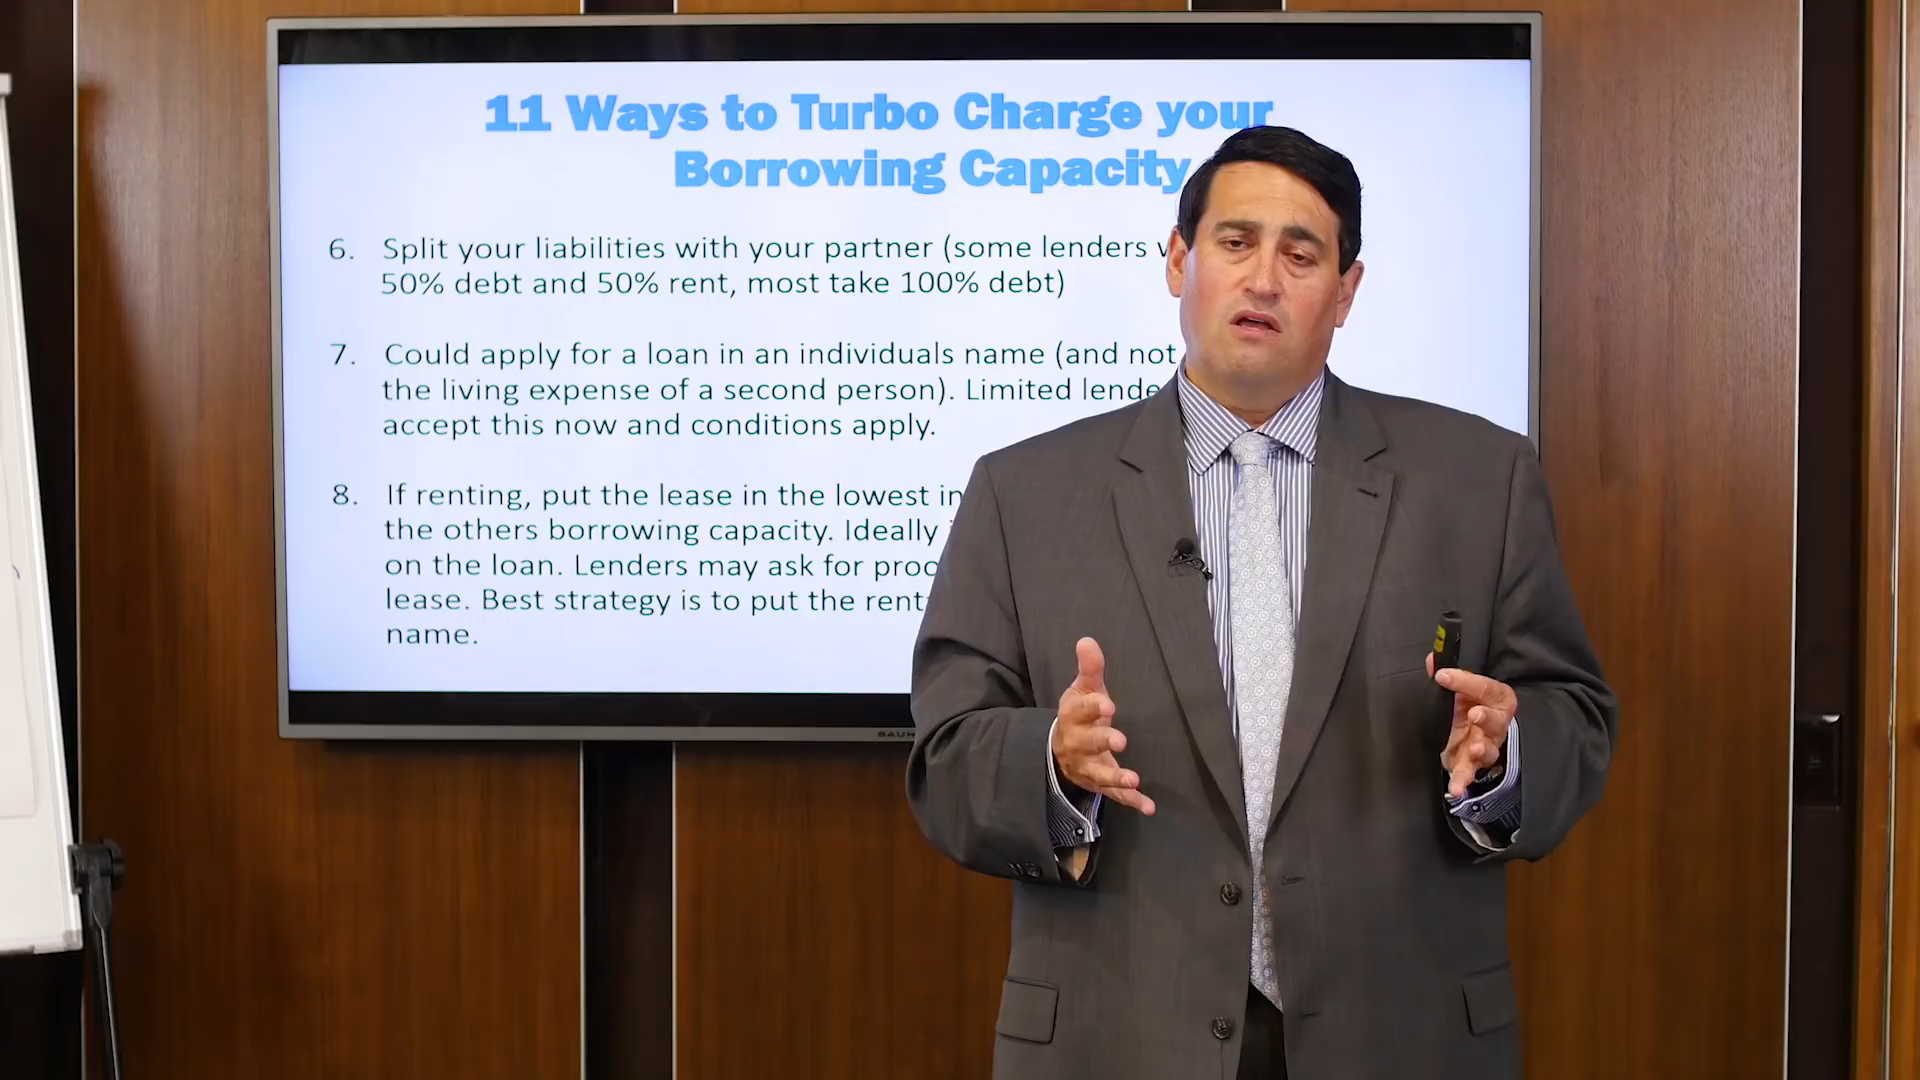 11 Ways to Turbo Charge your
Borrowing Capacity
6. Split your liabilities with your partner (some lenders
50% debt and 50% rent, most take 100% debt)
7. Could apply for a loan in an individuals name (and not
the living expense of a second person). Limited
accept this now and conditions apply.
8. If renting, put the lease in the lowest
the others borrowing capacity. Ideally
on the loan. Lenders may ask for
lease. Best strategy is to put the
name.